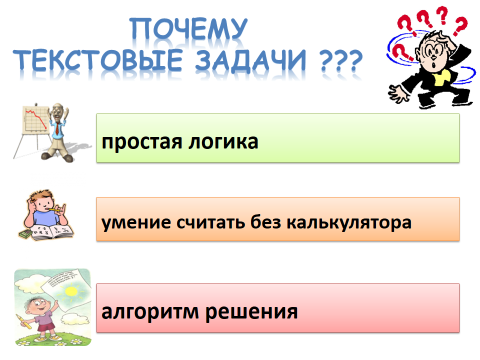 ПОЧЕМУ
ТЕКСТОВЫЕ ЗАДАЧИ ???
????
простая логика
умение считать без калькулятора
алгоритм решения